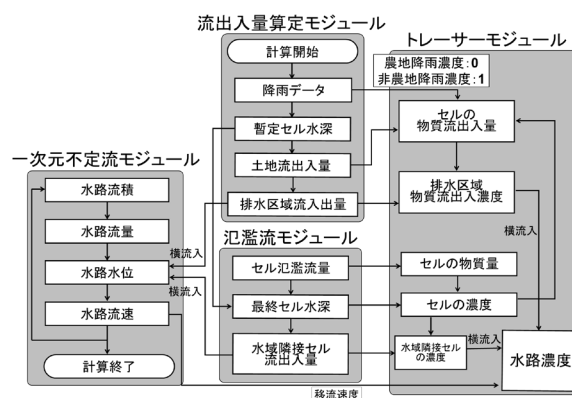 流出入量算定モジュール
計算開始
降雨データ
暫定セル水深
土地流出入量
排水区域流入出量
トレーサーモジュール
農地降雨濃度:0
非農地降雨濃度:1
セルの
物質流出入量
排水区域
物質流出入濃度
横流入
一次元不定流モジュール
水路流積
水路流量
水路水位
水路流速
計算終了
横流入
横流入
氾濫流モジュール
セル氾濫流量
最終セル水深
水域隣接セル
流出入量
セルの物質量
セルの濃度
水域隣接セル
の濃度
横流入
水路濃度
移流速度